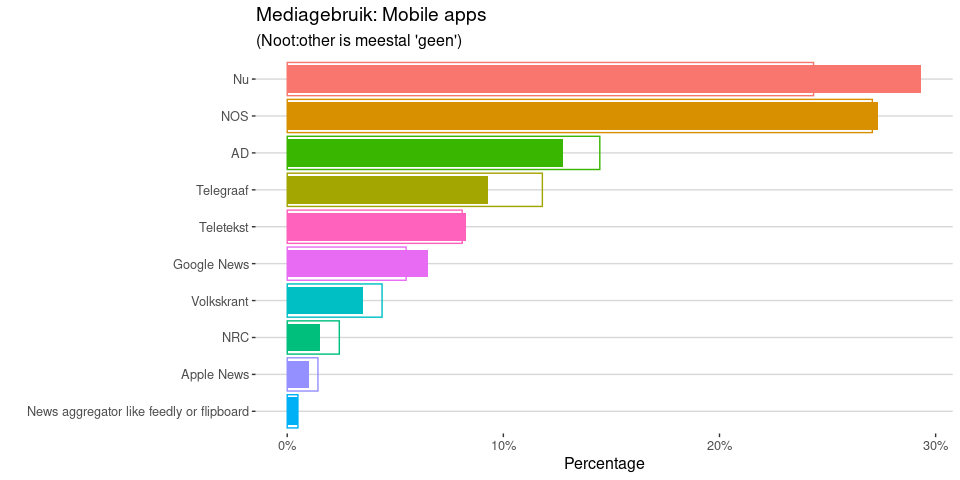 Mediagebruik: Mobile apps
(Noot:other is meestal 'geen')
Nu
NOS
AD
Telegraaf
Teletekst
Google News
Volkskrant
NRC
Apple News
News aggregator like feedly or flipboard
0% 10% 20% 30%
Percentage